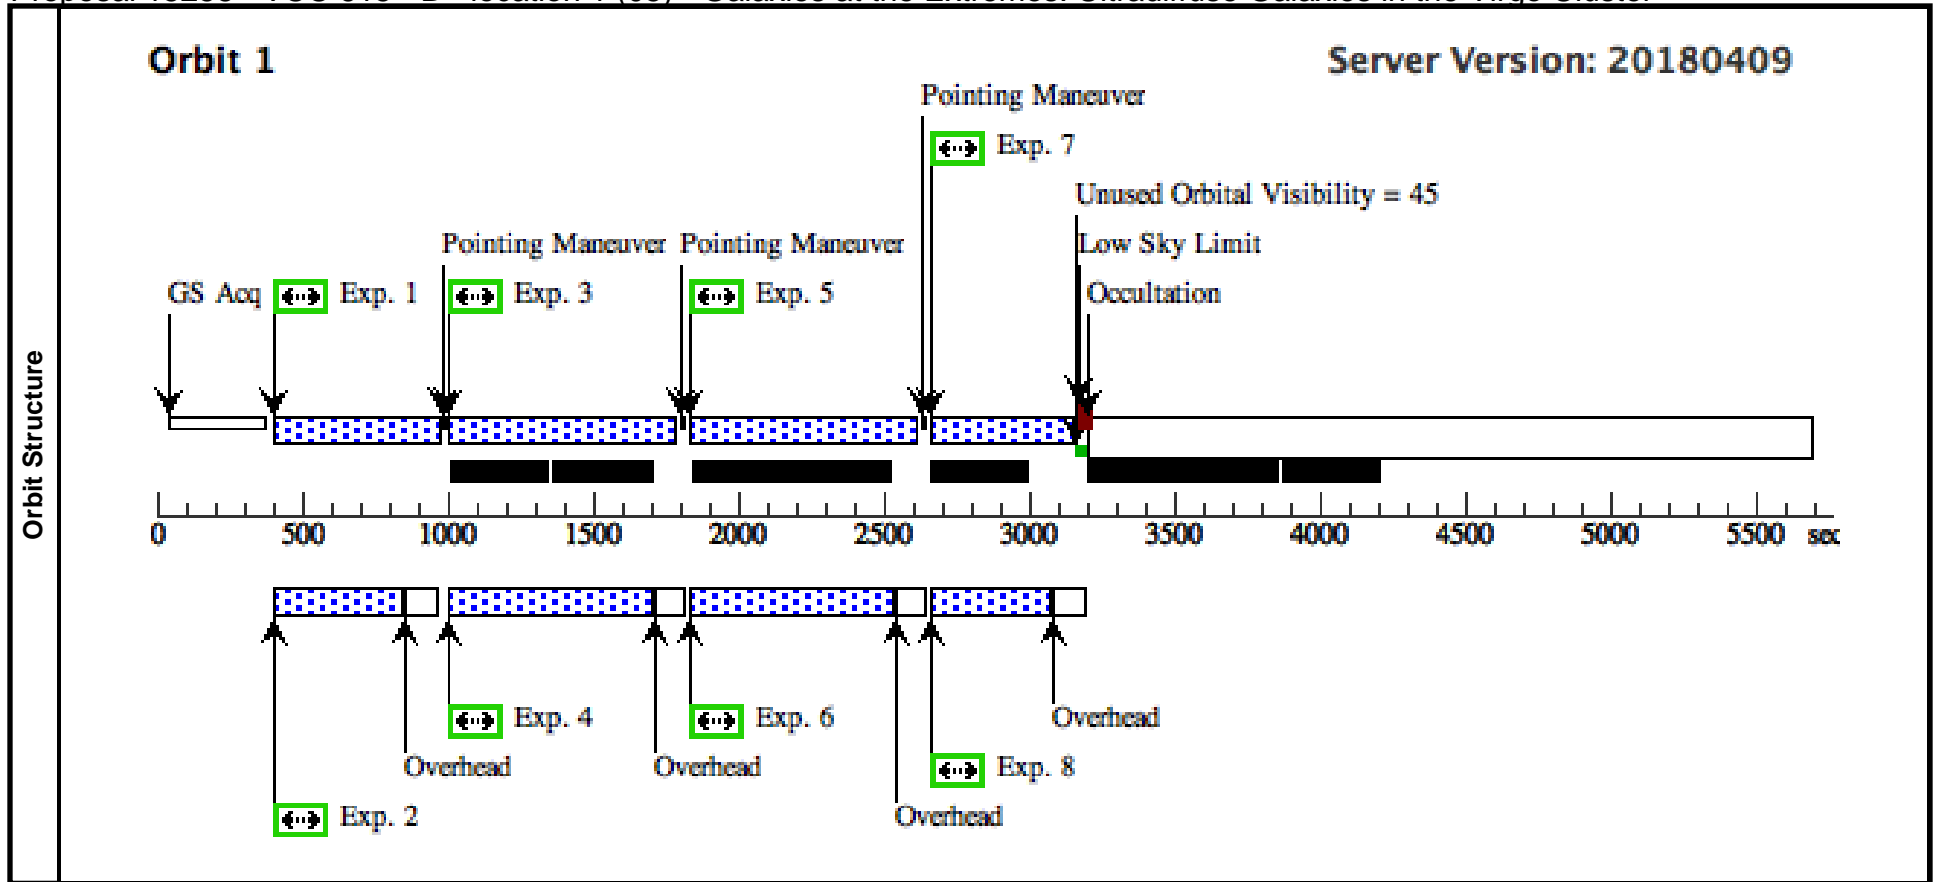 Orbit 1
Server Version: 20180409
Pointing Maneuver
Exp. 7
Unused Orbital Visibility = 45
Pointing Maneuver Pointing Maneuver
Low Sky Limit
GS Acq Exp. 1 Exp. 3 Exp. 5
Occultation
Orbit Structure
0 500 1000 1500 2000 2500 3000 3500 4000 4500 5000 5500 sec
Exp. 4 Exp. 6
Overhead
Overhead Overhead
Exp. 8
Exp. 2
Overhead